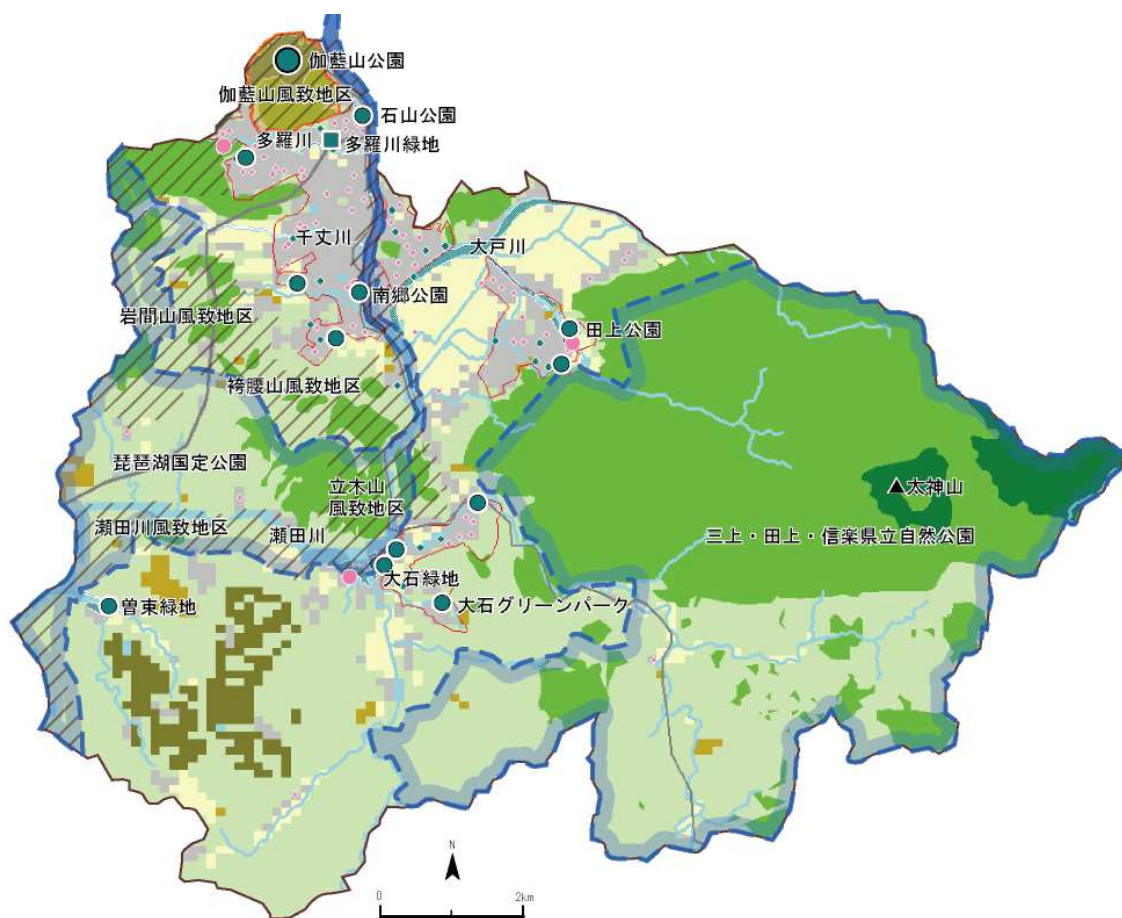 伽藍山公園
伽藍山風致地区
石山公園
多羅川
多羅川緑地
千丈川
大戸川
南郷公園
岩間山風致地区
田上公園
袴腰山風致地区
琵琶湖国定公園
立木山
風致地区
太神山
瀬田川風致地区
瀬田川
三上・田上・信楽県立自然公園
大石緑地
曽束緑地
大石グリーンパーク
N
0
2km